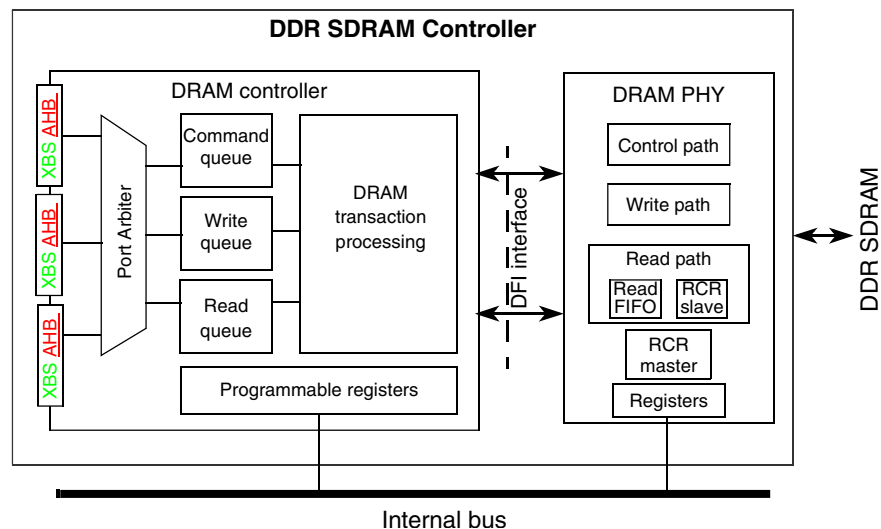 DDR SDRAM Controller
DRAM controller
XBS AHB
XBS AHB
XBS AHB
Port Arbiter
Command
queue
Write
queue
Read
queue
DRAM
transaction
processing
Programmable registers
DFI interface
DRAM PHY
Control path
Write path
Read path
Read
FIFO
RCR
slave
RCR
master
Registers
DDR SDRAM
Internal bus